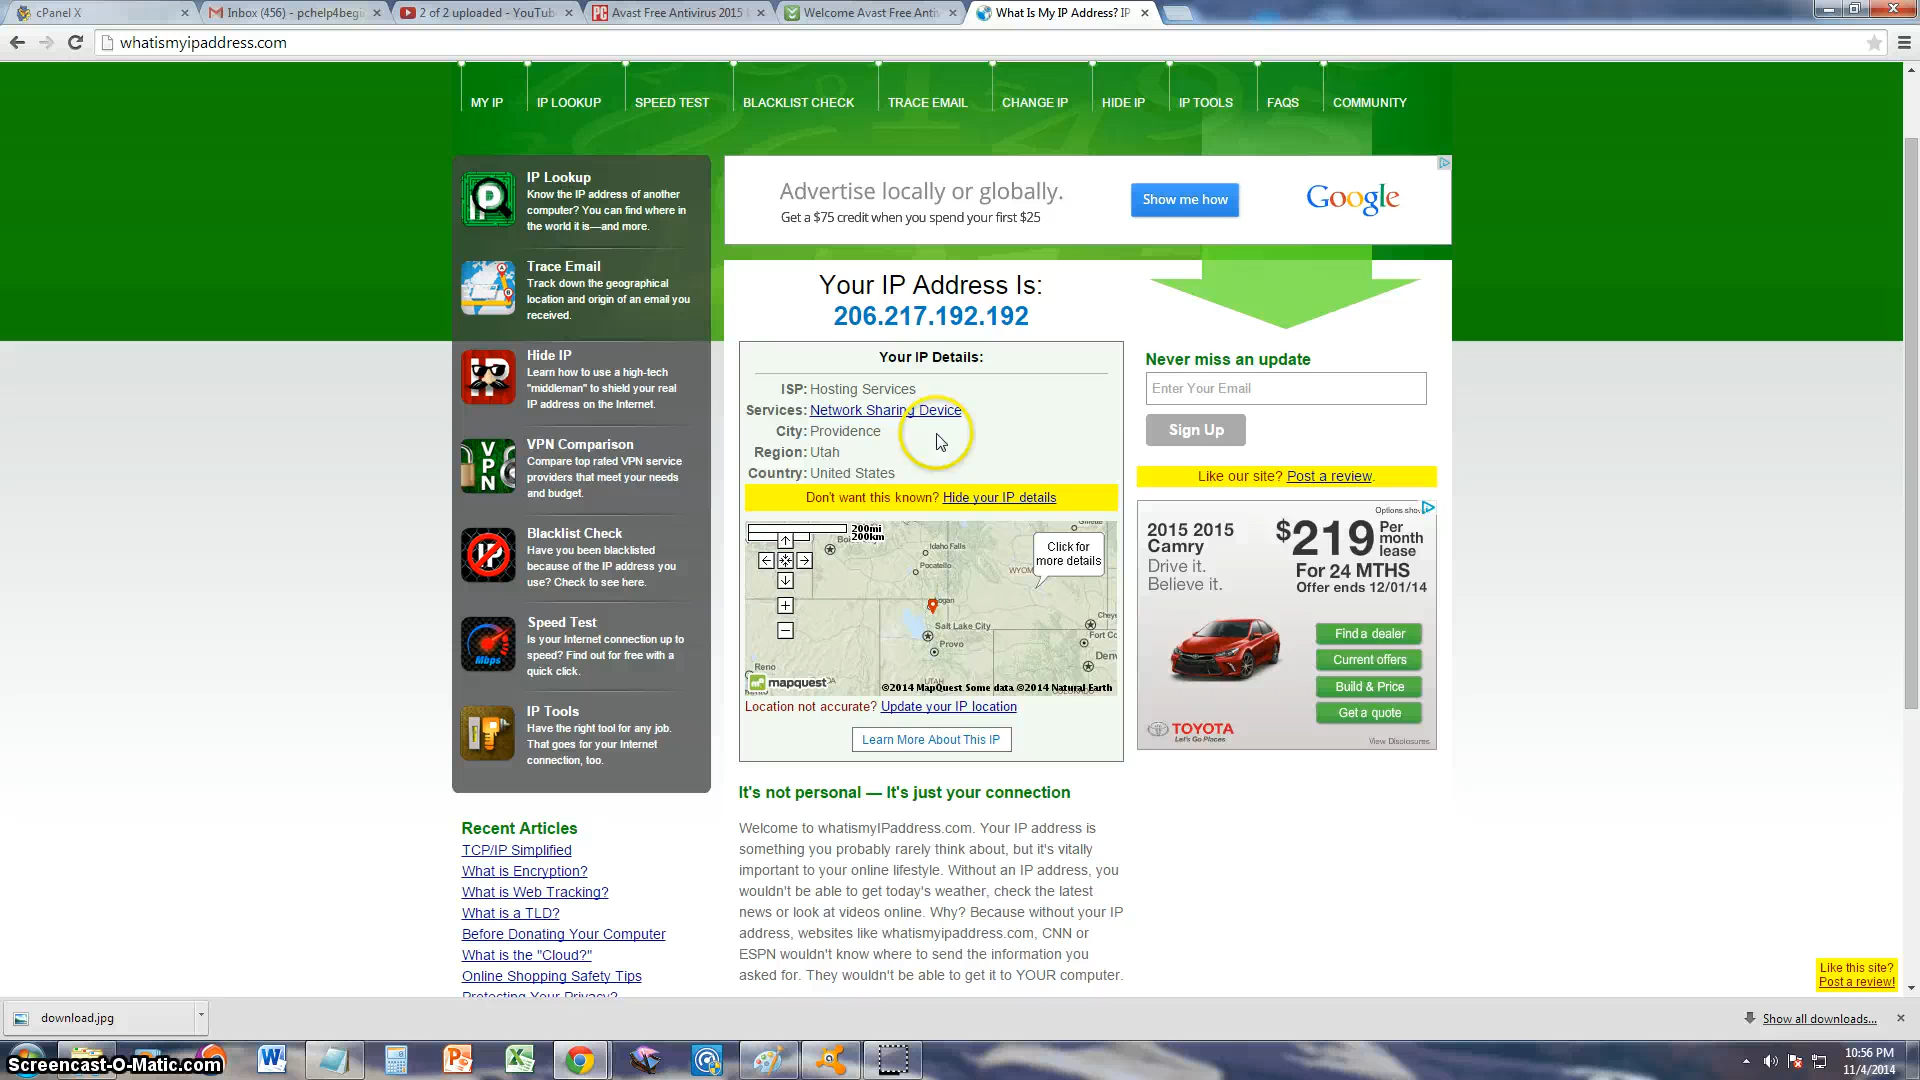 cPanel X
Inbox (456) - pchelp4begi
2 of 2 uploaded - YouTub
Avast Free Antivirus 2015
Welcome Avast Free Anti
What Is My IP Address? IP
whatismyipaddress.com
MY IP
IP LOOKUP
SPEED TEST
BLACKLIST CHECK
TRACE EMAIL
CHANGE IP
HIDE IP
IP TOOLS
FAQS
COMMUNITY
IP Lookup
Know the IP address of another
computer? You can find where in
the world it is—and more.
Trace Email
Track down the geographical
location and origin of an email you
received.
Hide IP
Learn how to use a high-tech
"middleman" to shield your real
IP address on the Internet.
VPN
VPN Comparison
Compare top rated VPN service
providers that meet your needs
and budget.
IP
Blacklist Check
Have you been blacklisted
because of the IP address you
use? Check to see here.
Mbps
Speed Test
Is your Internet connection up to
speed? Find out for free with a
quick click.
IP Tools
Have the right tool for any job.
That goes for your Internet
connection, too.
Recent Articles
TCP/IP Simplified
What is Encryption?
What is Web Tracking?
What is a TLD?
Before Donating Your Computer
What is the "Cloud?"
Online Shopping Safety Tips
Protecting Your Privacy?
Advertise locally or globally.
Get a $75 credit when you spend your first $25
Show me how
Google
Your IP Address Is:
206.217.192.192
Your IP Details:
ISP: Hosting Services
Services: Network Sharing Device
City: Providence
Region: Utah
Country: United States
Don't want this known? Hide your IP details
200mi
200km
Idaho Falls
Pocatello
WYOM
Click for
more details
ogan
Salt Lake City
Provo
Cheye
Fort Co
Denv
Reno
UTAH
mapquest
©2014 MapQuest Some data ©2014 Natural Earth
Location not accurate? Update your IP location
Learn More About This IP
It's not personal — It's just your connection
Welcome to whatismyIPaddress.com. Your IP address is
something you probably rarely think about, but it's vitally
important to your online lifestyle. Without an IP address, you
wouldn't be able to get today's weather, check the latest
news or look at videos online. Why? Because without your IP
address, websites like whatismyipaddress.com, CNN or
ESPN wouldn't know where to send the information you
asked for. They wouldn't be able to get it to YOUR computer.
Never miss an update
Enter Your Email
Sign Up
Like our site? Post a review.
2015 2015
Camry
Drive it.
Believe it.
$219 Per month lease
For 24 MTHS
Offer ends 12/01/14
Find a dealer
Current offers
Build & Price
Get a quote
TOYOTA
Let's Go Places
View Disclosures
Like this site?
Post a review!
download.jpg
Show all downloads...
Screencast-O-Matic.com
10:56 PM
11/4/2014